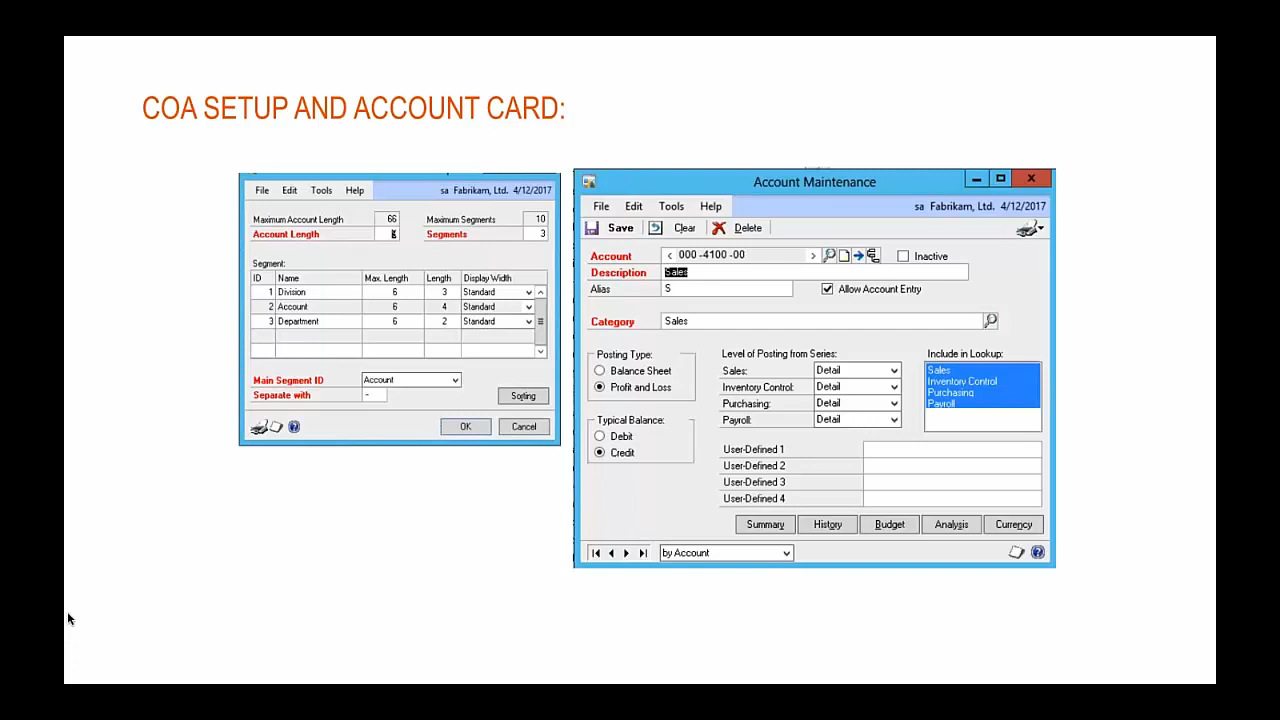 COA SETUP AND ACCOUNT CARD:
File Edit Tools Help sa Fabrikam, Ltd. 4/12/2017
Maximum Account Length 66 Maximum Segments 10
Account Length Segments 3
Segment:
ID Name Max. Length Length Display Width
1 Division 6 3 Standard
2 Account 6 4 Standard
3 Department 6 2 Standard
Main Segment ID Account
Separate with -
Sorting
OK Cancel
Account Maintenance
File Edit Tools Help sa Fabrikam, Ltd. 4/12/2017
Save Clear Delete
Account 000 -4100 -00 Inactive
Description Sales
Alias S Allow Account Entry
Category Sales
Posting Type:
Balance Sheet
Profit and Loss
Typical Balance:
Debit
Credit
Level of Posting from Series:
Sales: Detail
Inventory Control: Detail
Purchasing: Detail
Payroll: Detail
Include in Lookup:
Sales
Inventory Control
Purchasing
Payroll
User-Defined 1
User-Defined 2
User-Defined 3
User-Defined 4
Summary History Budget Analysis Currency
by Account